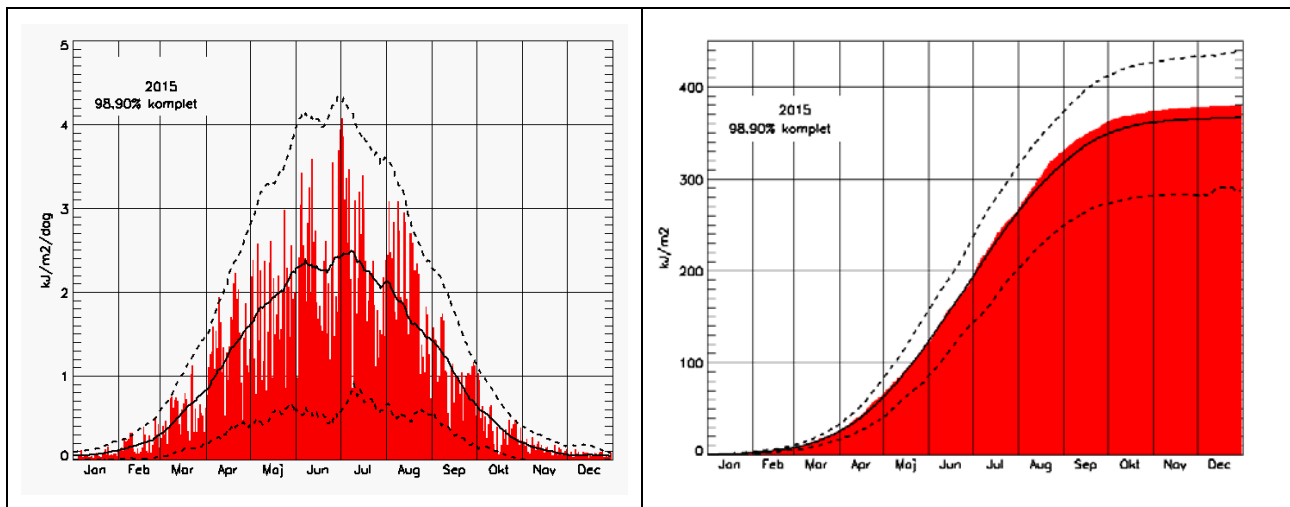 5
2015
98.90% komplet
4
3
kJ/m2/dag
2
1
0
Jan Feb Mar Apr Maj Jun Jul Aug Sep Okt Nov Dec
400
2015
98.90% komplet
300
kJ/m2
200
100
0
Jan Feb Mar Apr Maj Jun Jul Aug Sep Okt Nov Dec